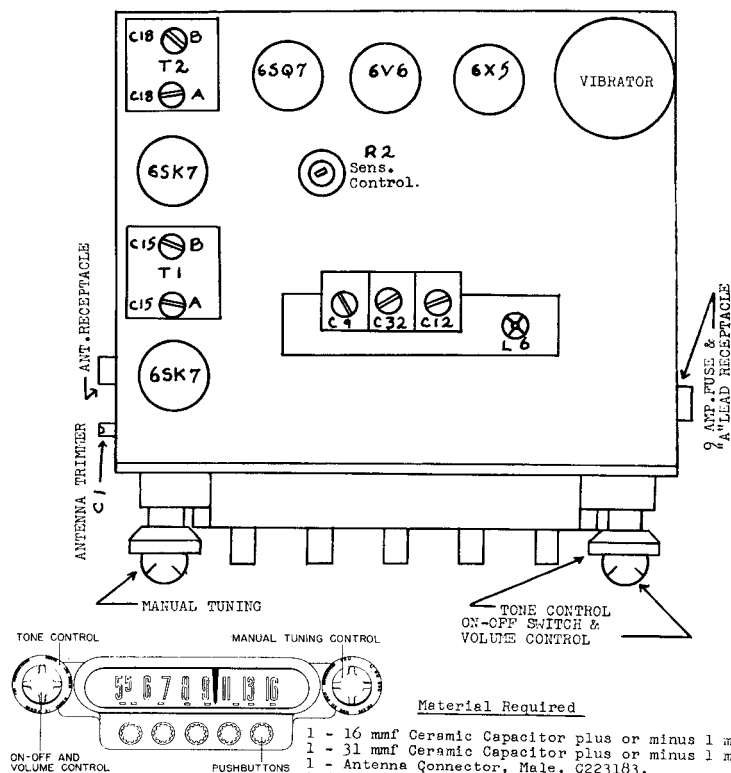 C18 B
T2
C18 A
6SQ7
6V6
6X5
VIBRATOR
6SK7
R2
Sens.
Control.
C15 B
T1
C15 A
C9 C32 C12
L6
6SK7
ANT.RECEPTACLE
ANTENNA TRIMMER
C1
9 AMP.FUSE &
"A"LEAD RECEPTACLE
MANUAL TUNING
TONE CONTROL
ON-OFF SWITCH &
VOLUME CONTROL
TONE CONTROL
MANUAL TUNING CONTROL
55 6 7 8 9 11 13 16
ON-OFF AND
VOLUME CONTROL
PUSHBUTTONS
Material Required
1 - 16 mmf Ceramic Capacitor plus or minus 1 m
1 - 31 mmf Ceramic Capacitor plus or minus 1 m
1 - Antenna Qonnector, Male. G223183.